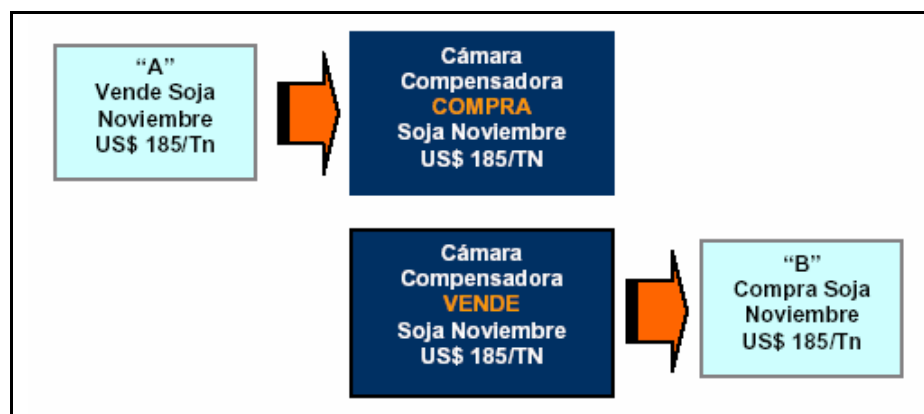 “A”
Vende Soja
Noviembre
US$ 185/Tn
Cámara
Compensadora
COMPRA
Soja Noviembre
US$ 185/TN
Cámara
Compensadora
VENDE
Soja Noviembre
US$ 185/TN
“B”
Compra Soja
Noviembre
US$ 185/Tn